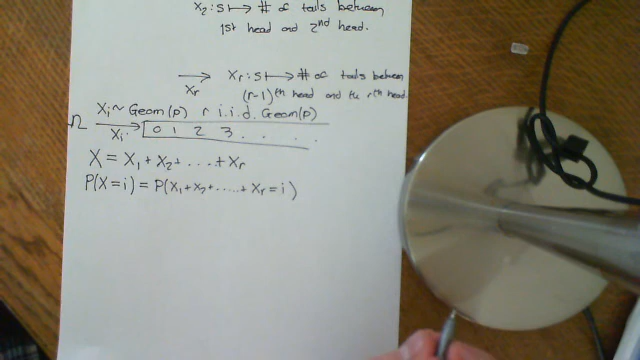 X₂ : s ↦ # of tails between
1st head and 2nd head.
→ Xᵣ : s ↦ # of tails between
Xᵣ (r-1)th head and the rth head
Xᵢ ~ Geom(p) r i.i.d. Geom(p)
Ω → Xᵢ 0 1 2 3 . . . .
X = X₁ + X₂ + ... + Xᵣ
P(X=i) = P(X₁+X₂+.....+Xᵣ=i)